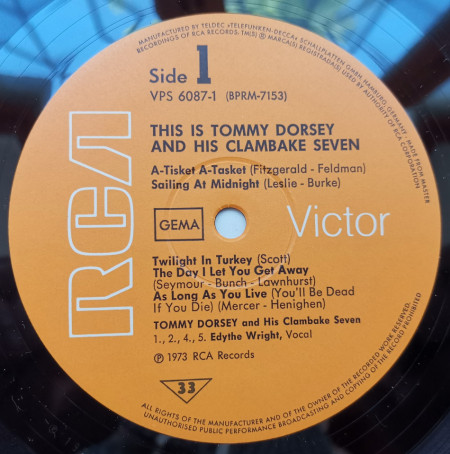 MANUFACTURED BY TELDEC »TELEFUNKEN-DECCA« SCHALLPLATTEN GMBH, HAMBURG, GERMANY. MADE FROM MASTER
RECORDINGS OF RCA RECORDS: TM(S) ® MARCA(S) REGISTRADA(S) USED BY AUTHORITY OF RCA CORPORATION
Side 1
VPS 6087-1 (BPRM-7153)
THIS IS TOMMY DORSEY
AND HIS CLAMBAKE SEVEN
A-Tisket A-Tasket (Fitzgerald - Feldman)
Sailing At Midnight (Leslie - Burke)
RCA
GEMA
Victor
Twilight In Turkey (Scott)
The Day I Let You Get Away
(Seymour - Bunch - Lawnhurst)
As Long As You Live (You'll Be Dead
If You Die) (Mercer - Henighen)
TOMMY DORSEY and His Clambake Seven
1., 2., 4., 5. Edythe Wright, Vocal
℗ 1973 RCA Records
33
ALL RIGHTS OF THE MANUFACTURER AND OF THE OWNER OF THE RECORDED WORK RESERVED.
UNAUTHORISED PUBLIC PERFORMANCE BROADCASTING AND COPYING OF THE RECORD PROHIBITED